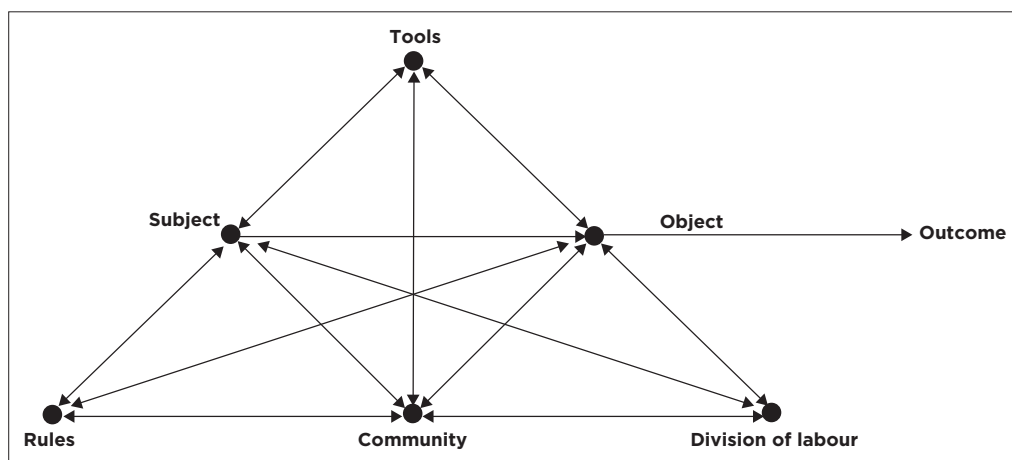 Tools
Subject
Object
Outcome
Rules
Community
Division of labour